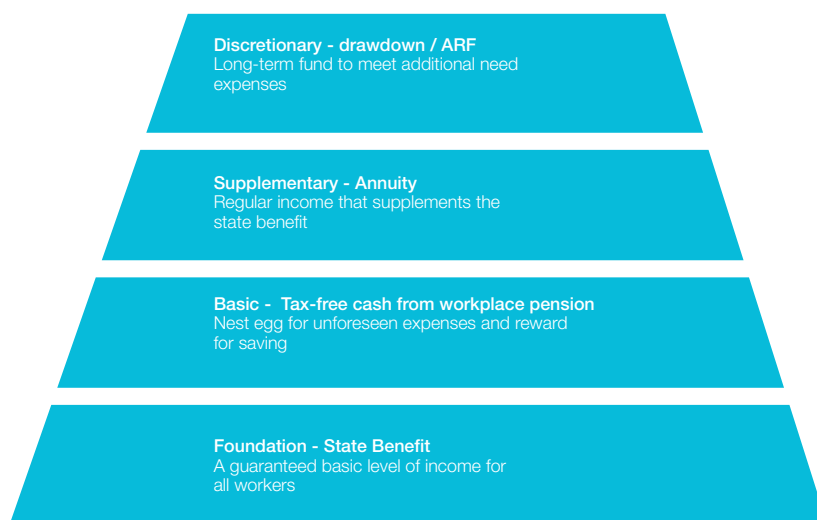 Discretionary - drawdown / ARF
Long-term fund to meet additional need
expenses
Supplementary - Annuity
Regular income that supplements the
state benefit
Basic -  Tax-free cash from workplace pension
Nest egg for unforeseen expenses and reward
for saving
Foundation - State Benefit
A guaranteed basic level of income for
all workers